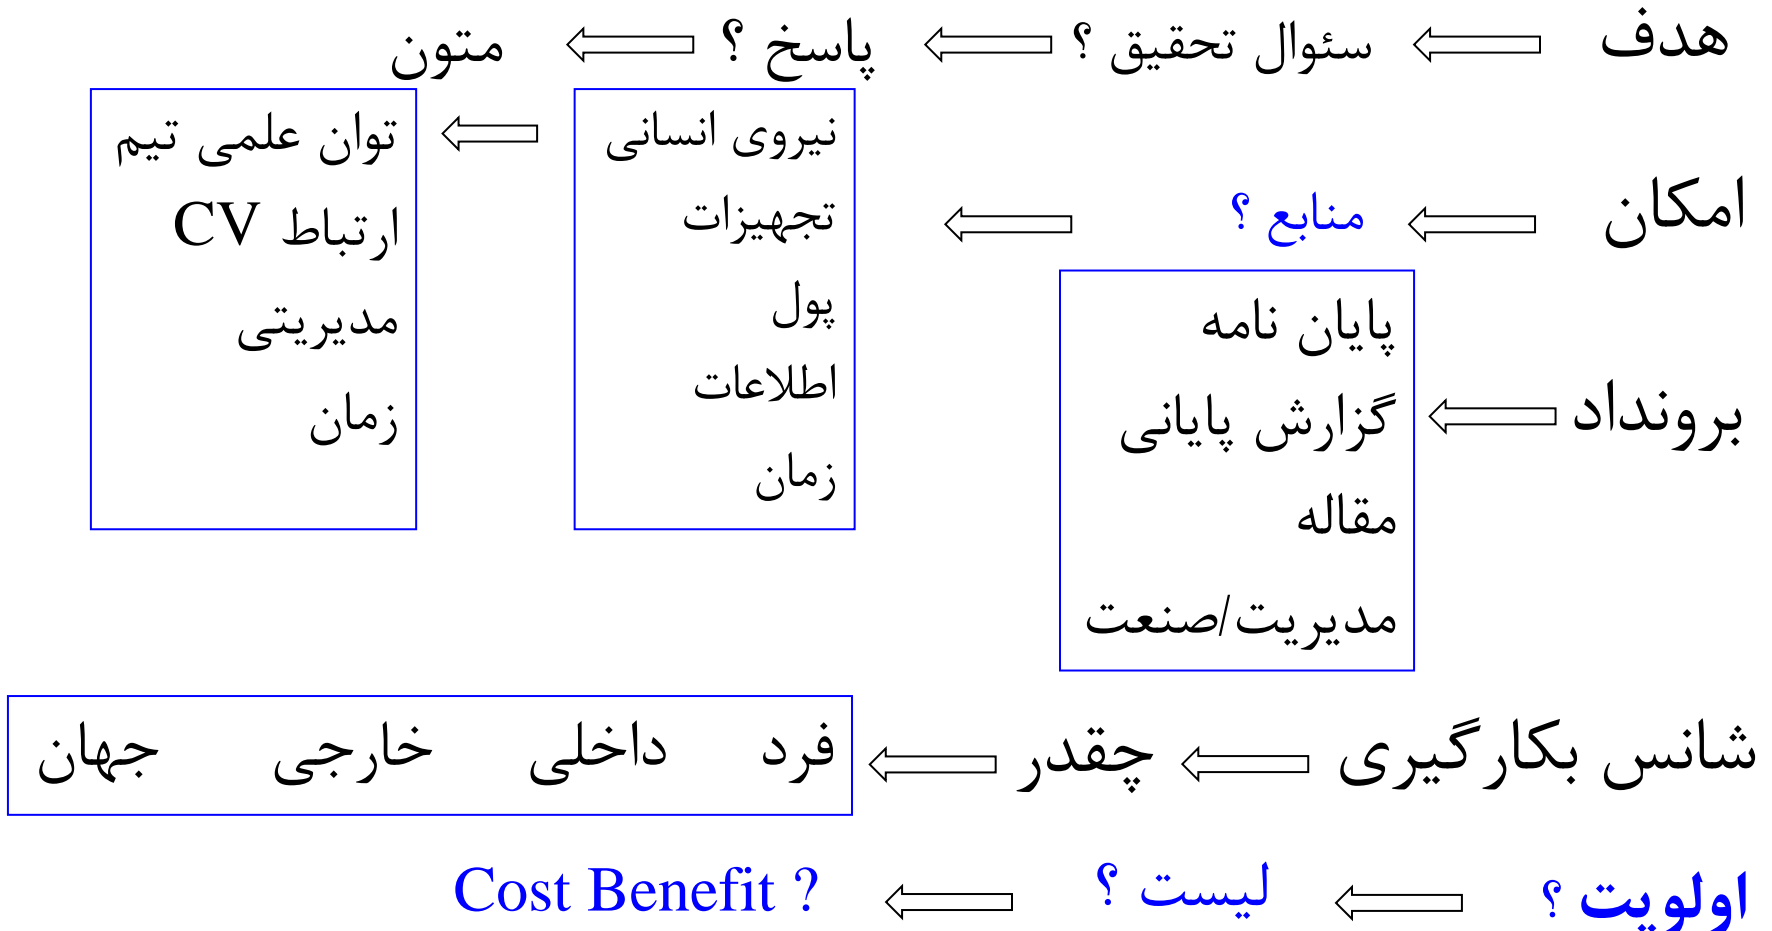 هدف سئوال تحقیق ؟ پاسخ ؟ متون
امکان منابع ؟
نیروی انسانی
تجهیزات
پول
اطلاعات
زمان
توان علمی تیم
ارتباط CV
مدیریتی
زمان
برونداد
پایان نامه
گزارش پایانی
مقاله
مدیریت/صنعت
شانس بکارگیری چقدر فرد داخلی خارجی جهان
اولویت ؟ لیست ؟ Cost Benefit ?